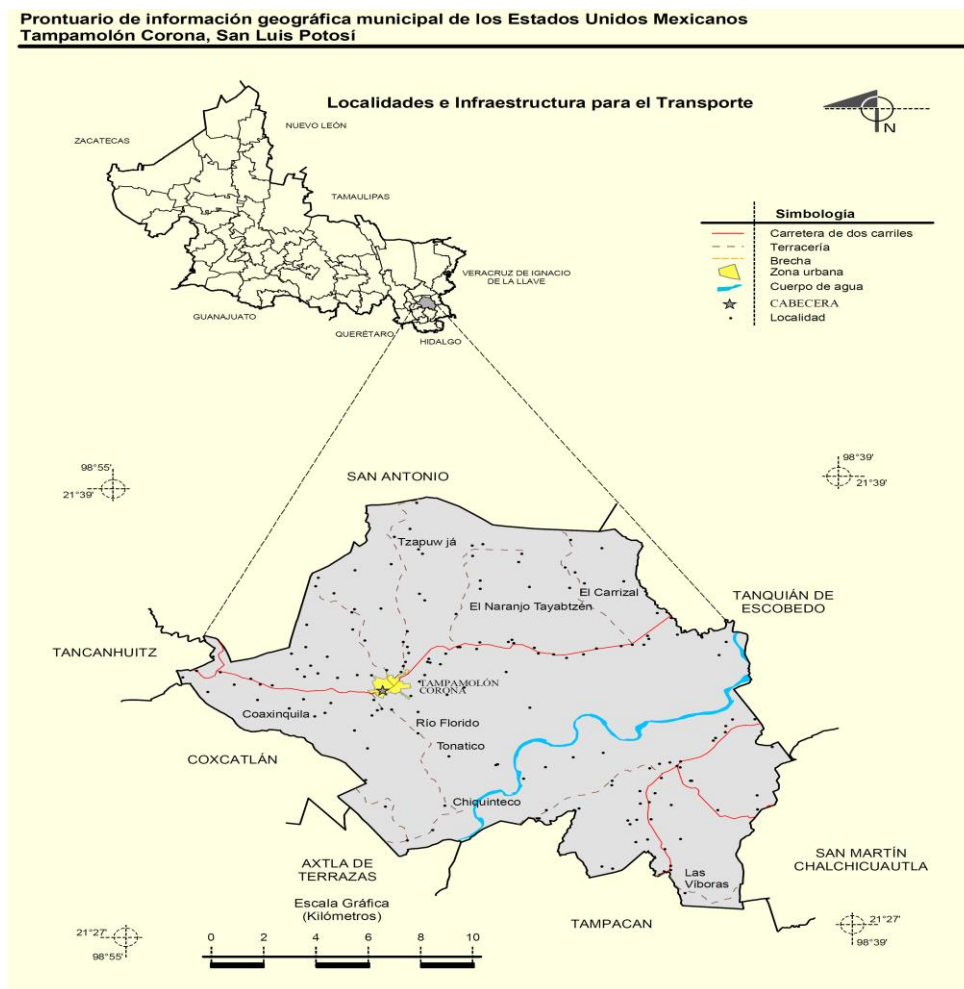 Prontuario de información geográfica municipal de los Estados Unidos Mexicanos
Tampamolón Corona, San Luis Potosí
Localidades e Infraestructura para el Transporte
N
NUEVO LEÓN
ZACATECAS
TAMAULIPAS
VERACRUZ DE IGNACIO
DE LA LLAVE
GUANAJUATO
QUERÉTARO
HIDALGO
Simbología
Carretera de dos carriles
Terracería
Brecha
Zona urbana
Cuerpo de agua
CABECERA
Localidad
98°55'
21°39'
98°39'
21°39'
SAN ANTONIO
Tzapuw já
El Carrizal
El Naranjo Tayabtzén
TANQUIÁN DE
ESCOBEDO
TANCANHUITZ
TAMPAMOLÓN
CORONA
Coaxinquila
Río Florido
Tonatico
COXCATLÁN
Chiquinteco
AXTLA DE
TERRAZAS
SAN MARTÍN
CHALCHICUAUTLA
Las
Víboras
TAMPACAN
Escala Gráfica
(Kilómetros)
0 2 4 6 8 10
21°27'
98°55'
21°27'
98°39'